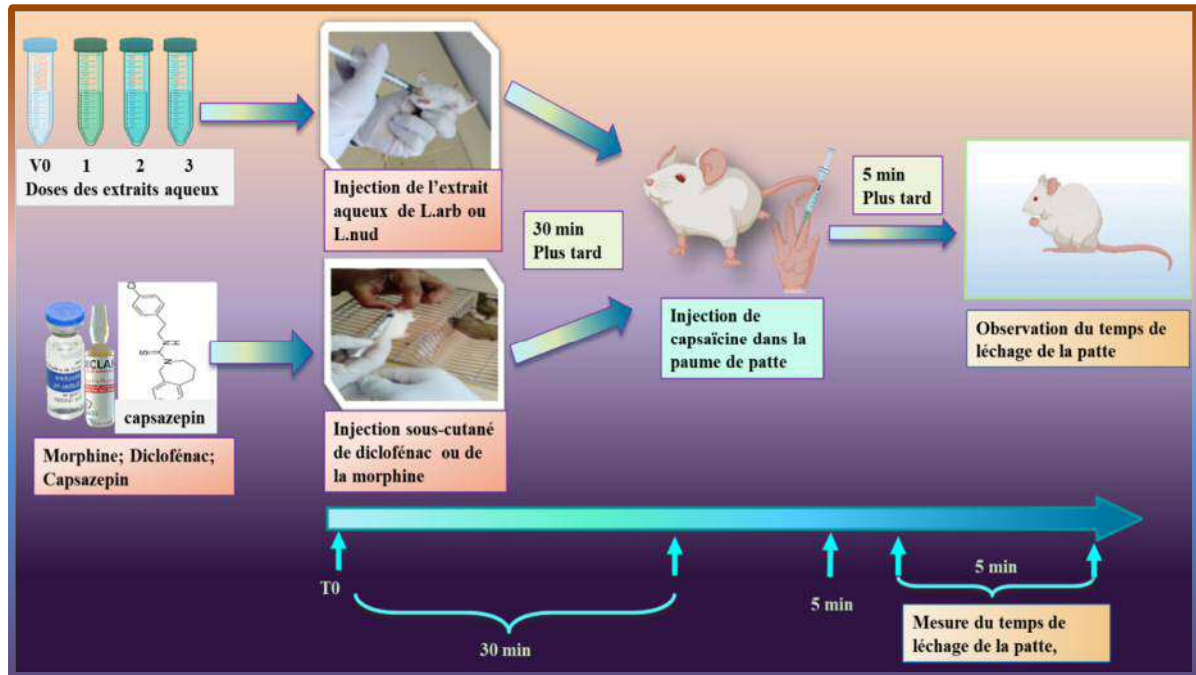 V0 1 2 3
Doses des extraits aqueux
Injection de l’extrait
aqueux de L.arb ou
L.nud
30 min
Plus tard
5 min
Plus tard
capsazepin
Morphine; Diclofénac;
Capsazepin
Injection sous-cutané
de diclofénac ou de
la morphine
Injection de
capsaïcine dans la
paume de patte
Observation du temps de
léchage de la patte
T0
30 min
5 min
5 min
Mesure du temps de
léchage de la patte,